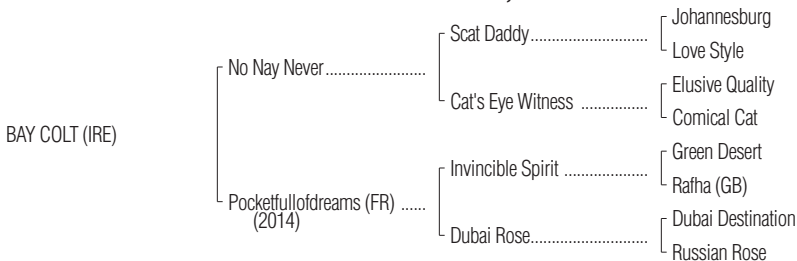 Johannesburg
Scat Daddy..............................
Love Style
No Nay Never.........................
Elusive Quality
Cat's Eye Witness .................
Comical Cat
BAY COLT (IRE)
Green Desert
Invincible Spirit .....................
Rafha (GB)
Pocketfullofdreams (FR) ......
(2014)
Dubai Destination
Dubai Rose.............................
Russian Rose